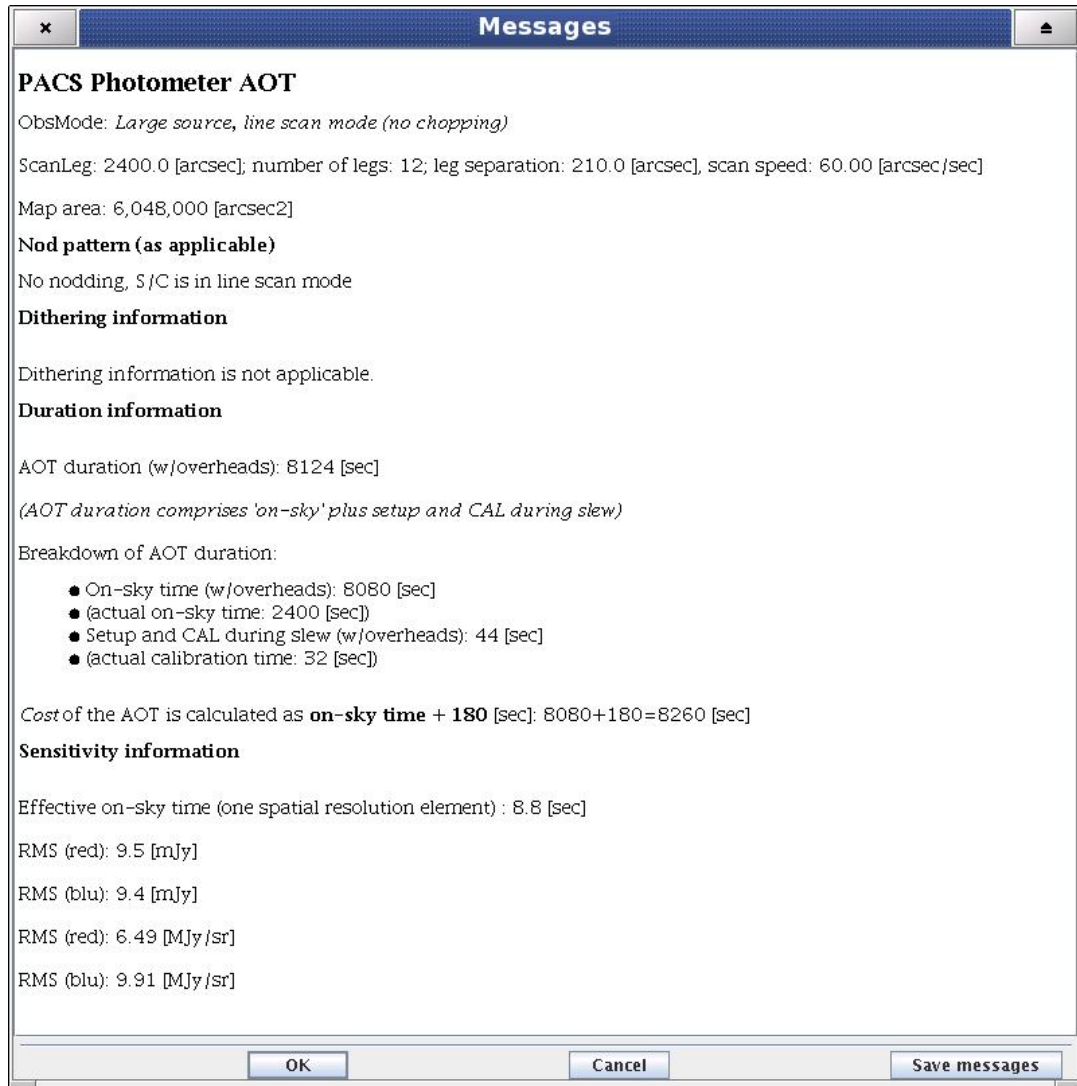 Messages
PACS Photometer AOT
ObsMode: Large source, line scan mode (no chopping)
ScanLeg: 2400.0 [arcsec]; number of legs: 12; leg separation: 210.0 [arcsec], scan speed: 60.00 [arcsec/sec]
Map area: 6,048,000 [arcsec2]
Nod pattern (as applicable)
No nodding, S/C is in line scan mode
Dithering information
Dithering information is not applicable.
Duration information
AOT duration (w/overheads): 8124 [sec]
(AOT duration comprises 'on-sky' plus setup and CAL during slew)
Breakdown of AOT duration:
● On-sky time (w/overheads): 8080 [sec]
● (actual on-sky time: 2400 [sec])
● Setup and CAL during slew (w/overheads): 44 [sec]
● (actual calibration time: 32 [sec])
Cost of the AOT is calculated as on-sky time + 180 [sec]: 8080+180=8260 [sec]
Sensitivity information
Effective on-sky time (one spatial resolution element) : 8.8 [sec]
RMS (red): 9.5 [mJy]
RMS (blu): 9.4 [mJy]
RMS (red): 6.49 [MJy/sr]
RMS (blu): 9.91 [MJy/sr]
OK Cancel Save messages